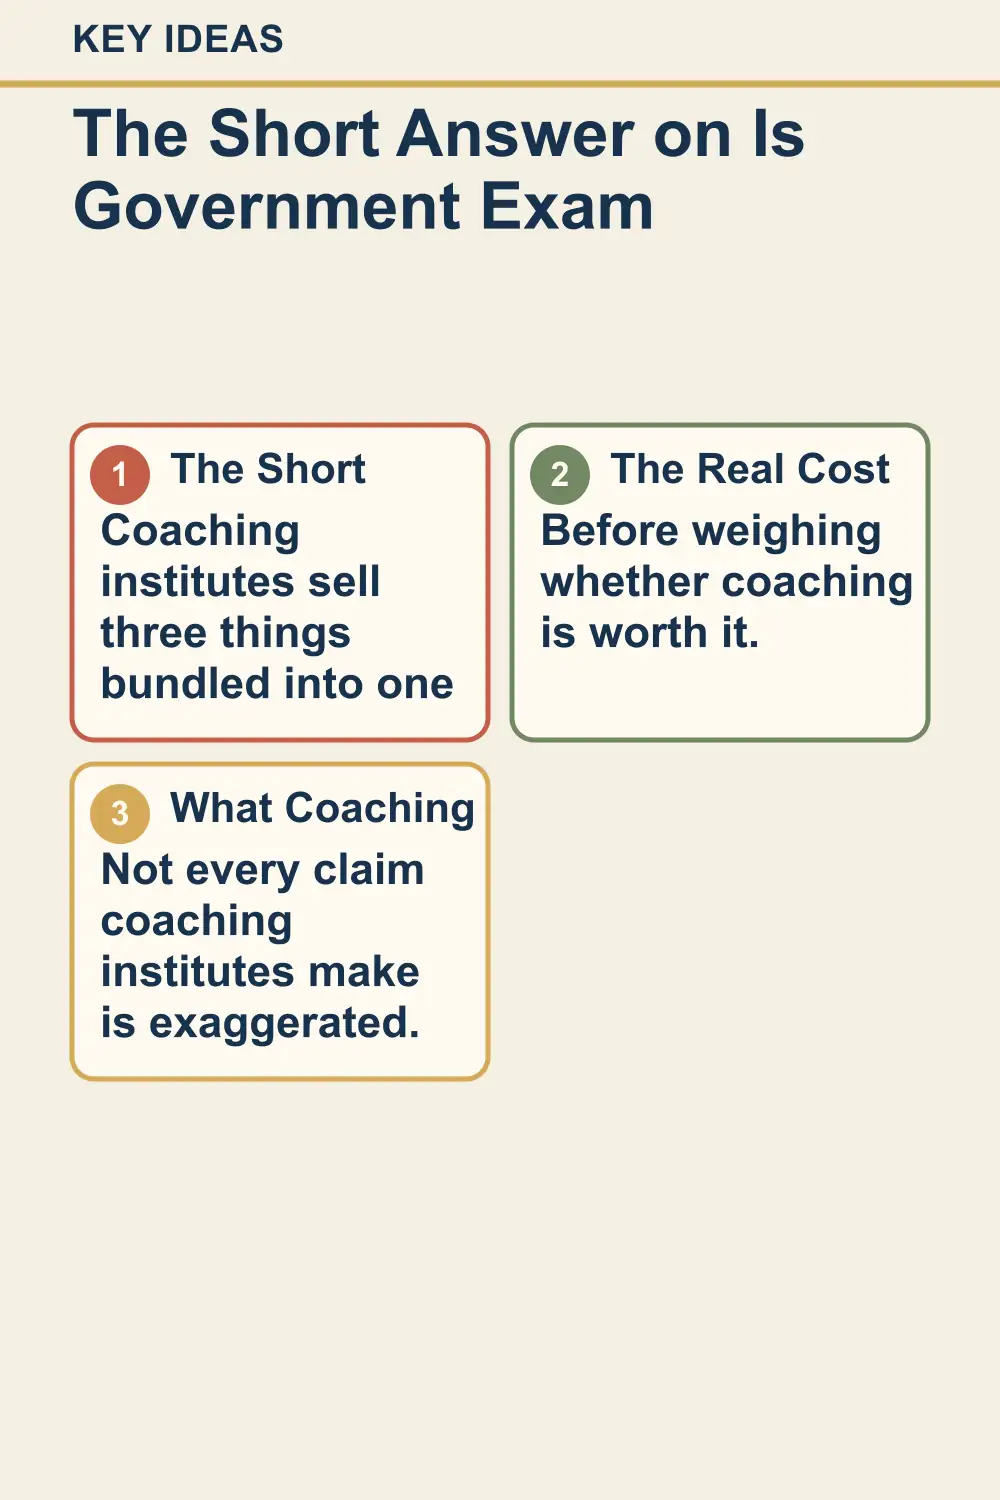 KEY IDEAS
The Short Answer on Is
Government Exam
1 The Short
Coaching
institutes sell
three things
bundled into one
2 The Real Cost
Before weighing
whether coaching
is worth it.
3 What Coaching
Not every claim
coaching
institutes make
is exaggerated.